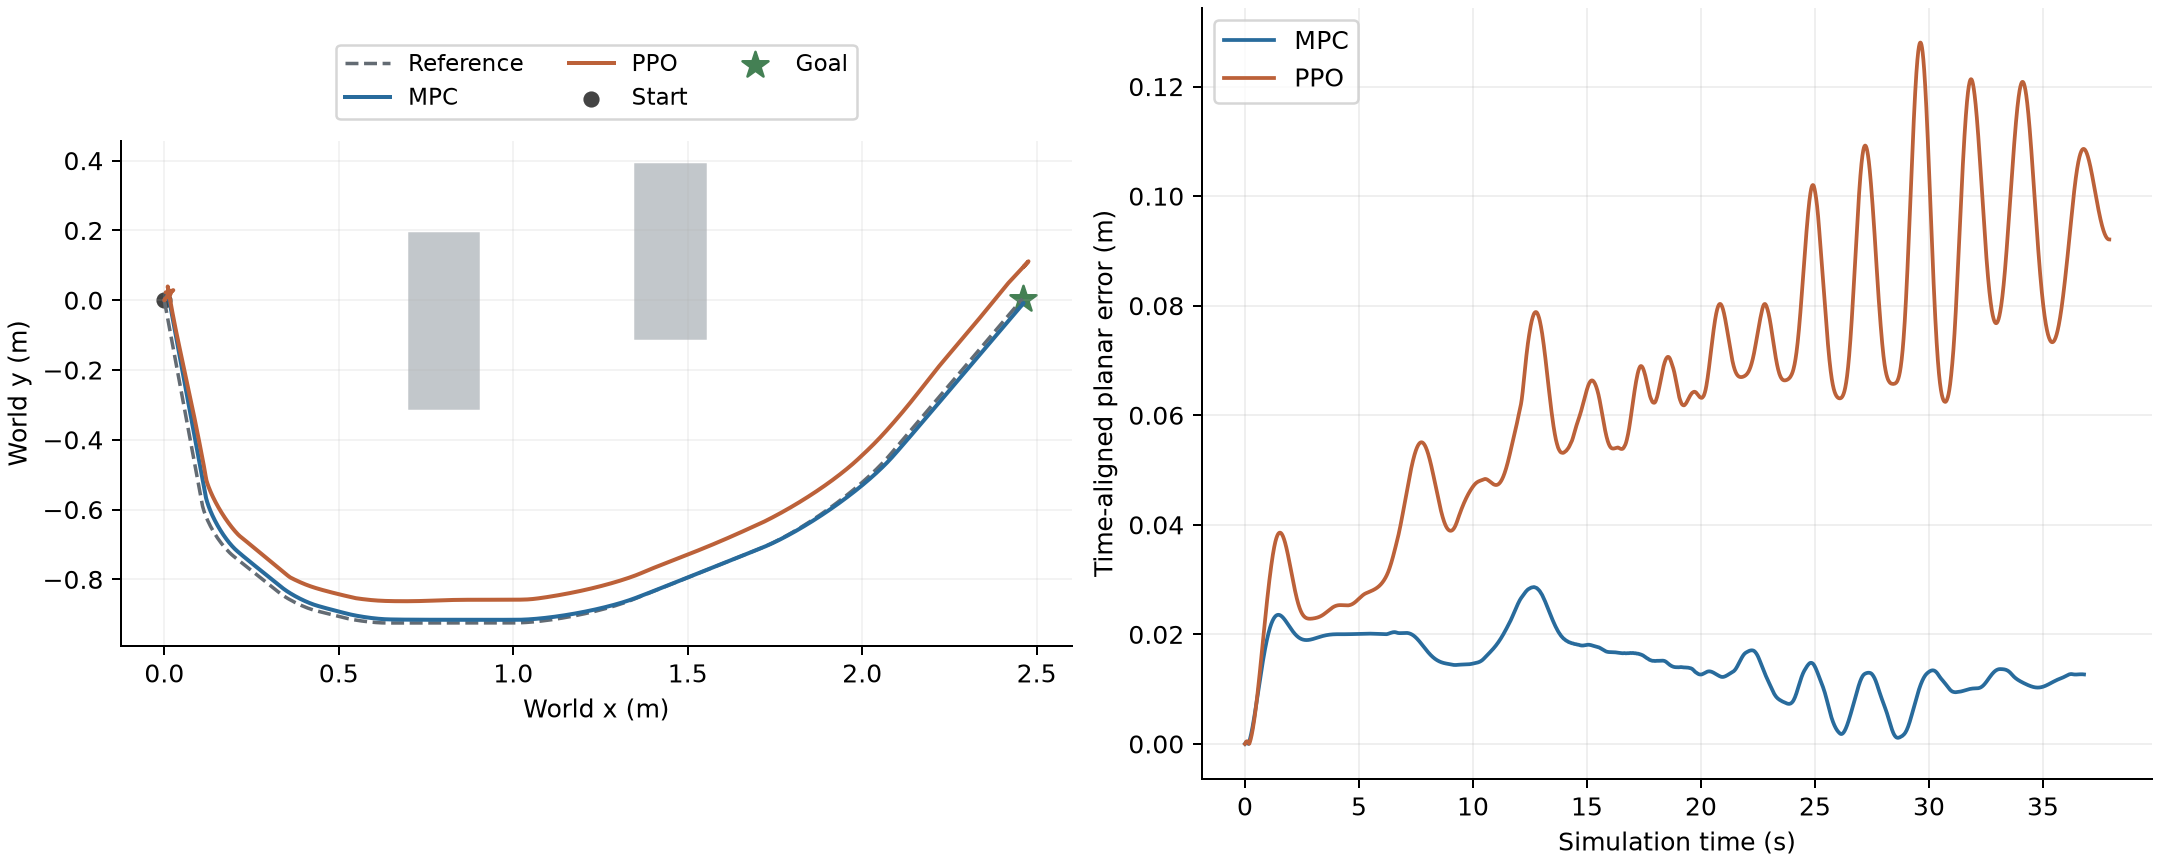 Reference
MPC
PPO
Start
Goal
0.4
0.2
0.0
−0.2
−0.4
−0.6
−0.8
World y (m)
0.0
0.5
1.0
1.5
2.0
2.5
World x (m)
MPC
PPO
0.12
0.10
0.08
0.06
0.04
0.02
0.00
Time-aligned planar error (m)
0
5
10
15
20
25
30
35
Simulation time (s)